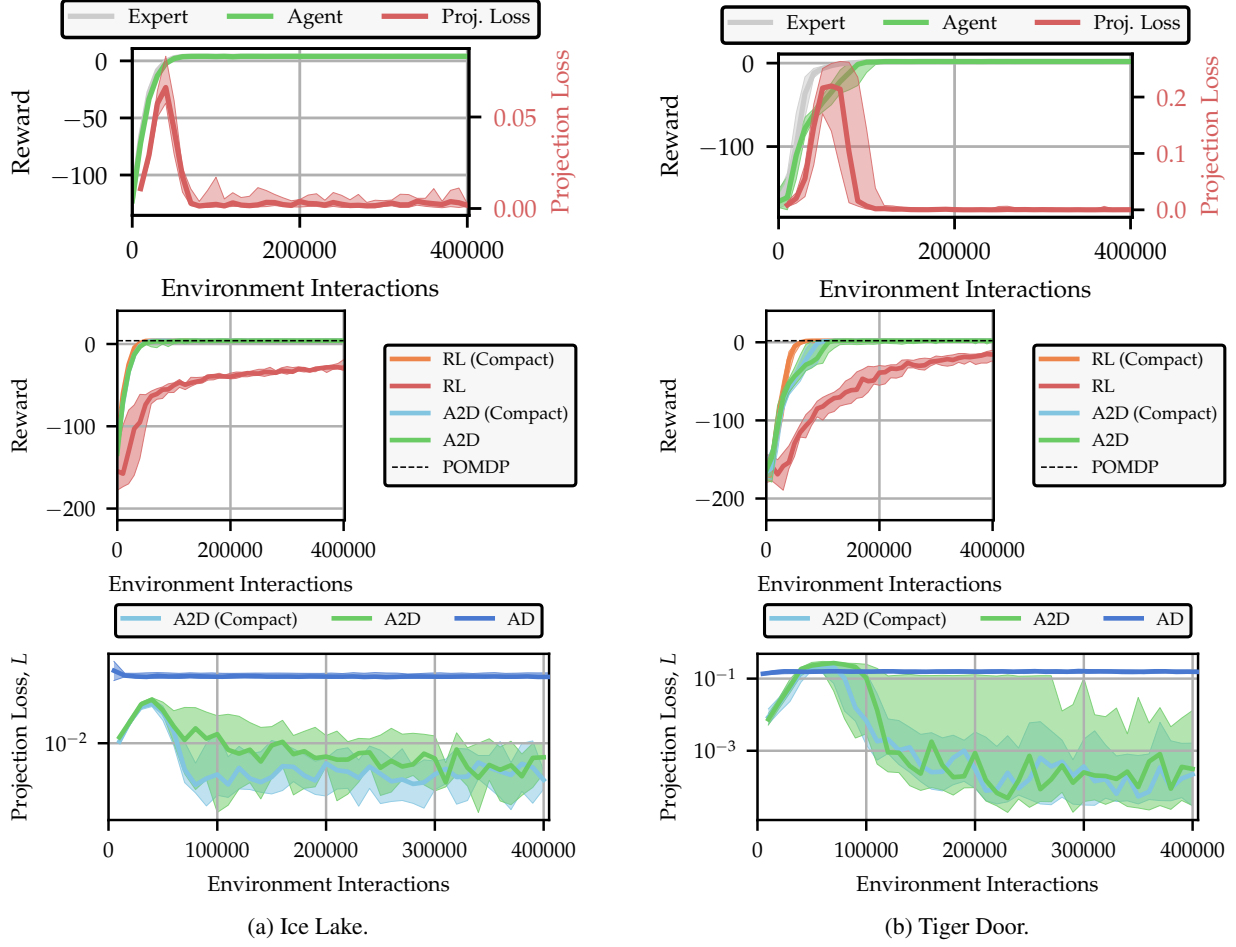 Expert Agent Proj. Loss
0
−50
−100
Reward
0.05
0.00
Projection Loss
0 200000 400000
Environment Interactions
0
−100
−200
Reward
RL (Compact)
RL
A2D (Compact)
A2D
POMDP
0 200000 400000
Environment Interactions
A2D (Compact) A2D AD
10−2
Projection Loss, L
0 100000 200000 300000 400000
Environment Interactions
(a) Ice Lake.
Expert Agent Proj. Loss
0
−100
Reward
0.2
0.1
0.0
Projection Loss
0 200000 400000
Environment Interactions
0
−100
−200
Reward
RL (Compact)
RL
A2D (Compact)
A2D
POMDP
0 200000 400000
Environment Interactions
A2D (Compact) A2D AD
10−1
10−3
Projection Loss, L
0 100000 200000 300000 400000
Environment Interactions
(b) Tiger Door.